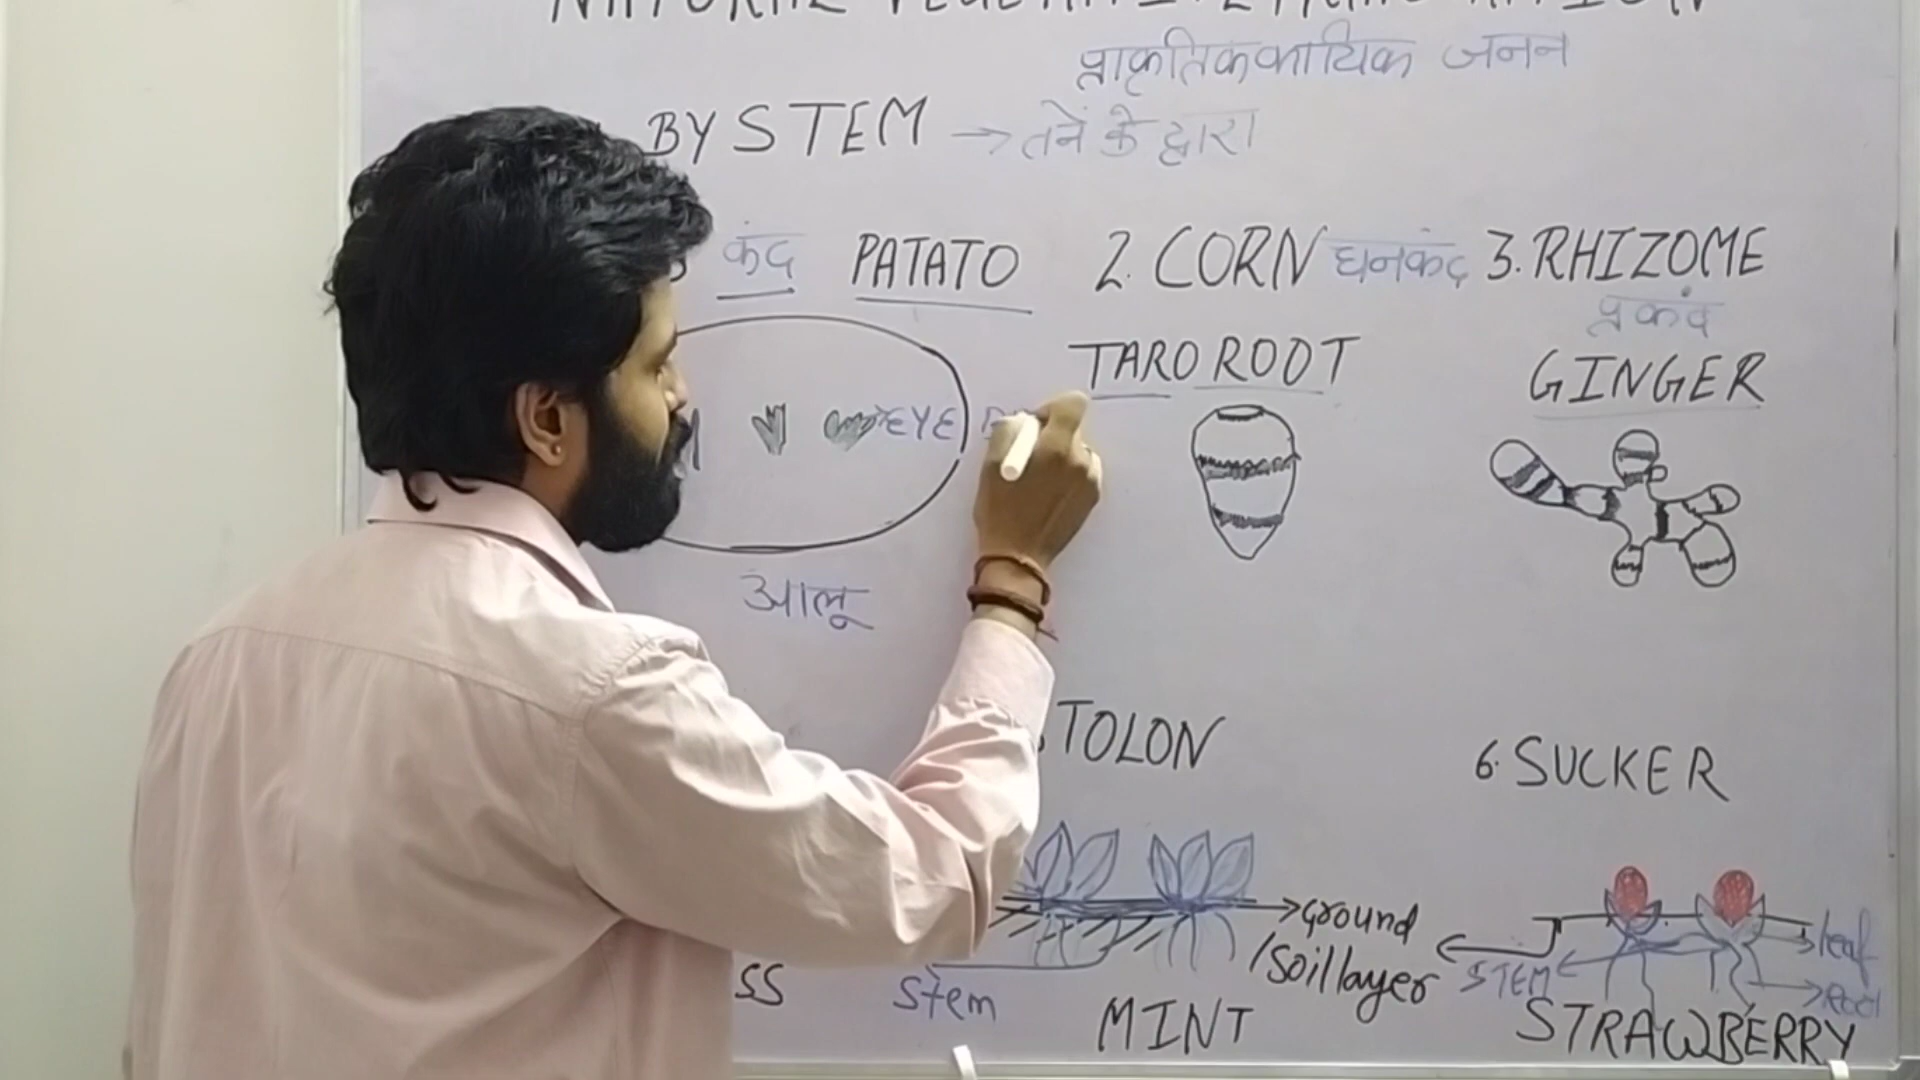 प्राकृतिक कायिक जनन
BY STEM → तनें के द्वारा
कंद PATATO
2. CORN घनकंद
3. RHIZOME
प्रकंद
TARO ROOT
GINGER
EYE
आलू
TOLON
6. SUCKER
Ground
/Soil layer
STEM
leaf
Root
SS
Stem
MINT
STRAWBERRY